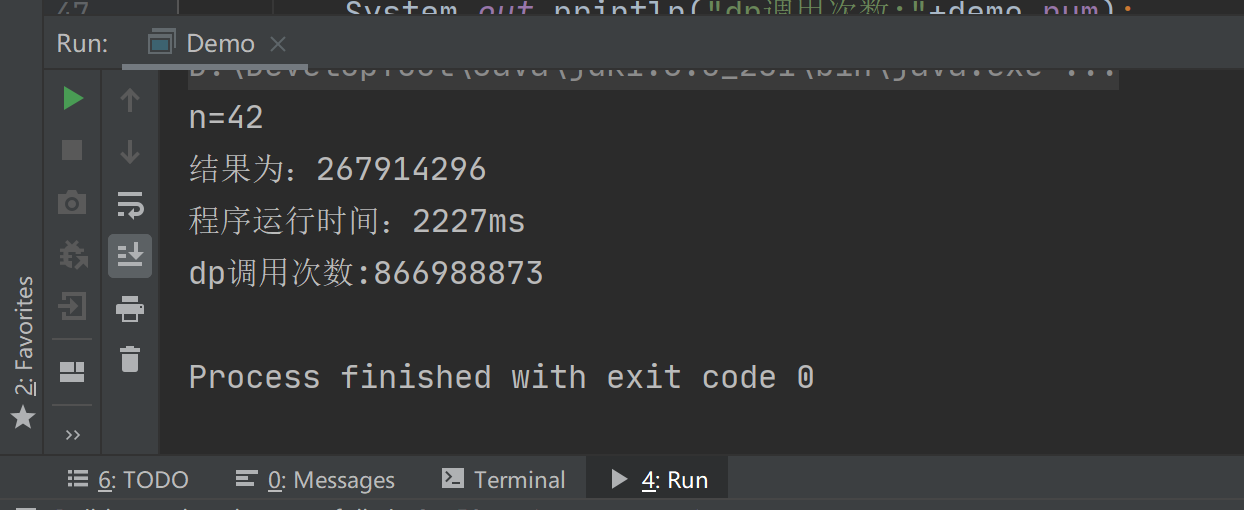 47 System.out.println("dp调用次数:"+demo.num);
Run: Demo
D:\DevelopTool\Java\jdk1.8.0_251\bin\java.exe ...
n=42
结果为：267914296
程序运行时间：2227ms
dp调用次数:866988873
Process finished with exit code 0
2: Favorites
6: TODO 0: Messages Terminal 4: Run